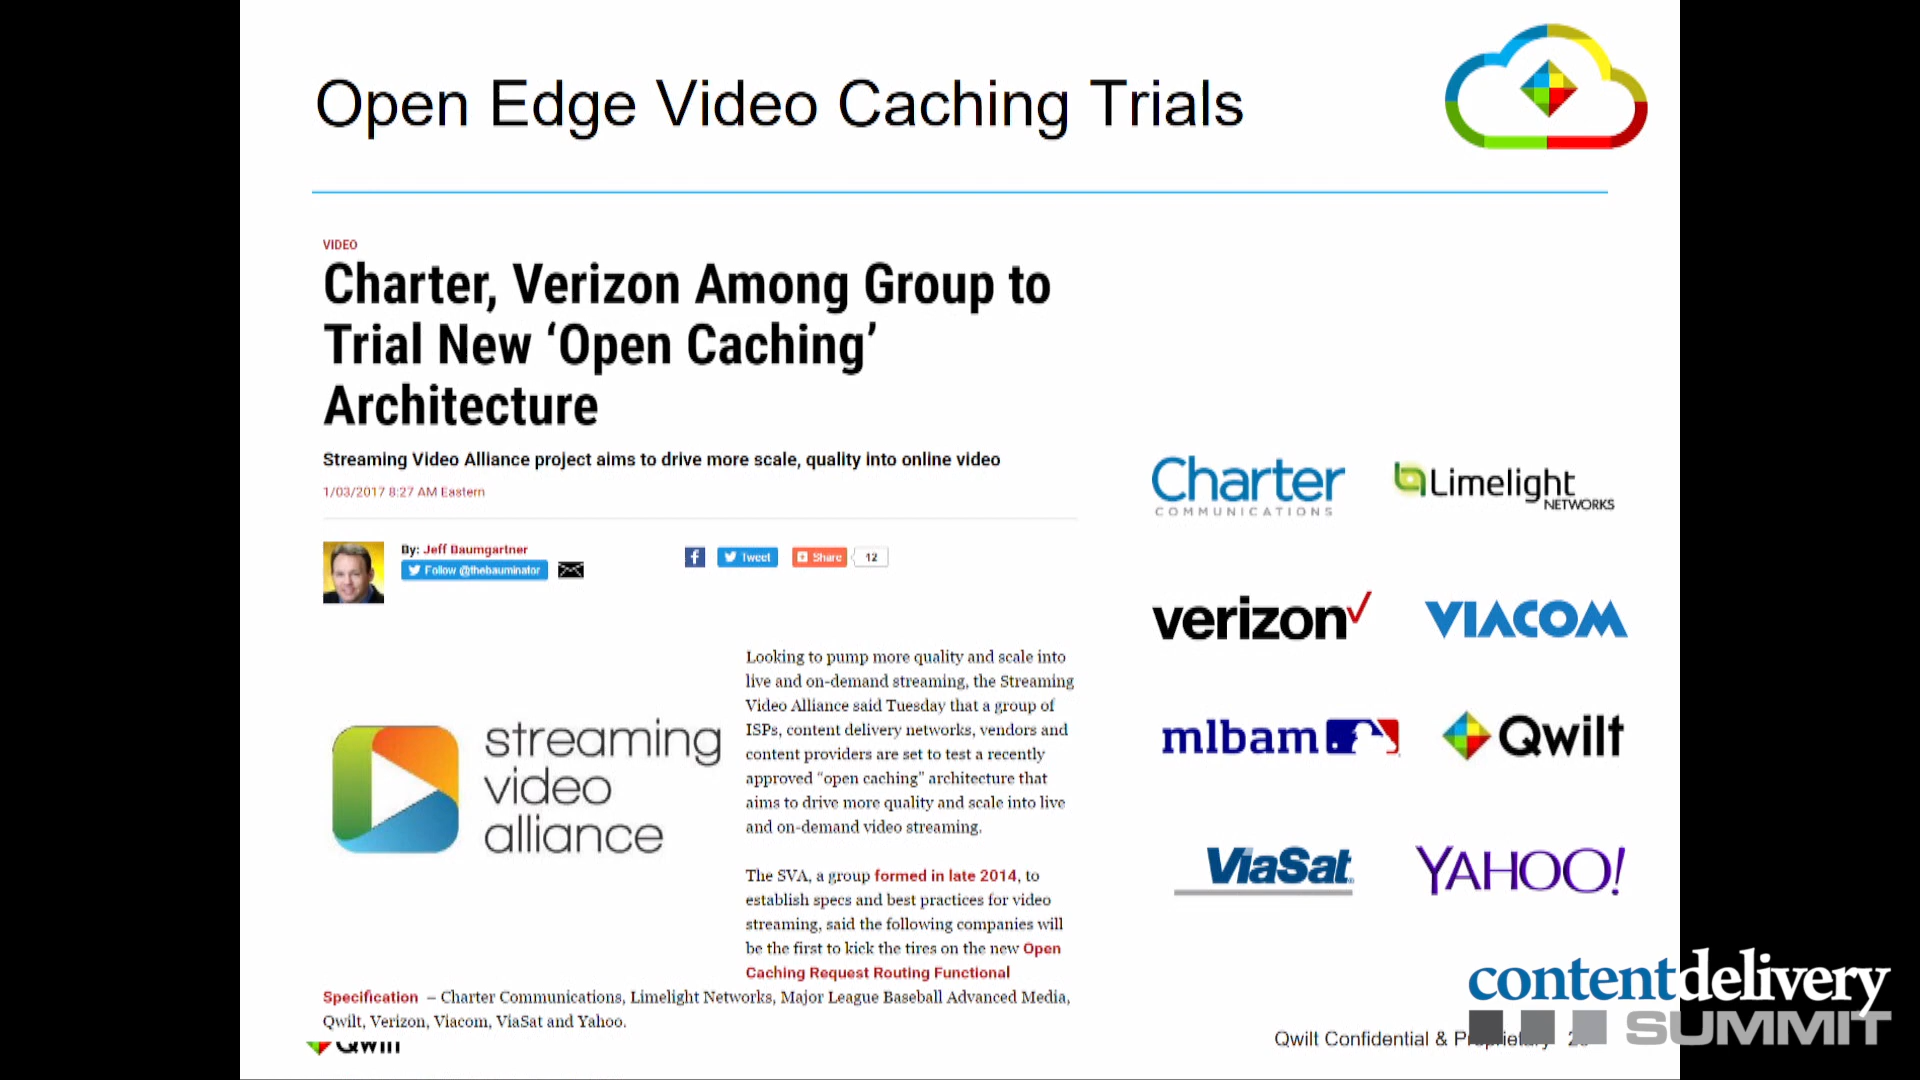 Open Edge Video Caching Trials
VIDEO
Charter, Verizon Among Group to
Trial New ‘Open Caching’
Architecture
Streaming Video Alliance project aims to drive more scale, quality into online video
1/03/2017 8:27 AM Eastern
By: Jeff Baumgartner
Follow @thebauminator
Tweet
Share
12
streaming
video
alliance
Looking to pump more quality and scale into
live and on-demand streaming, the Streaming
Video Alliance said Tuesday that a group of
ISPs, content delivery networks, vendors and
content providers are set to test a recently
approved “open caching” architecture that
aims to drive more quality and scale into live
and on-demand video streaming.
The SVA, a group formed in late 2014, to
establish specs and best practices for video
streaming, said the following companies will
be the first to kick the tires on the new Open
Caching Request Routing Functional
Specification – Charter Communications, Limelight Networks, Major League Baseball Advanced Media,
Qwilt, Verizon, Viacom, ViaSat and Yahoo.
Charter
COMMUNICATIONS
Limelight
NETWORKS
verizon
VIACOM
mlbam
Qwilt
ViaSat
YAHOO!
Qwilt
Qwilt Confidential & Proprietary
contentdelivery
SUMMIT